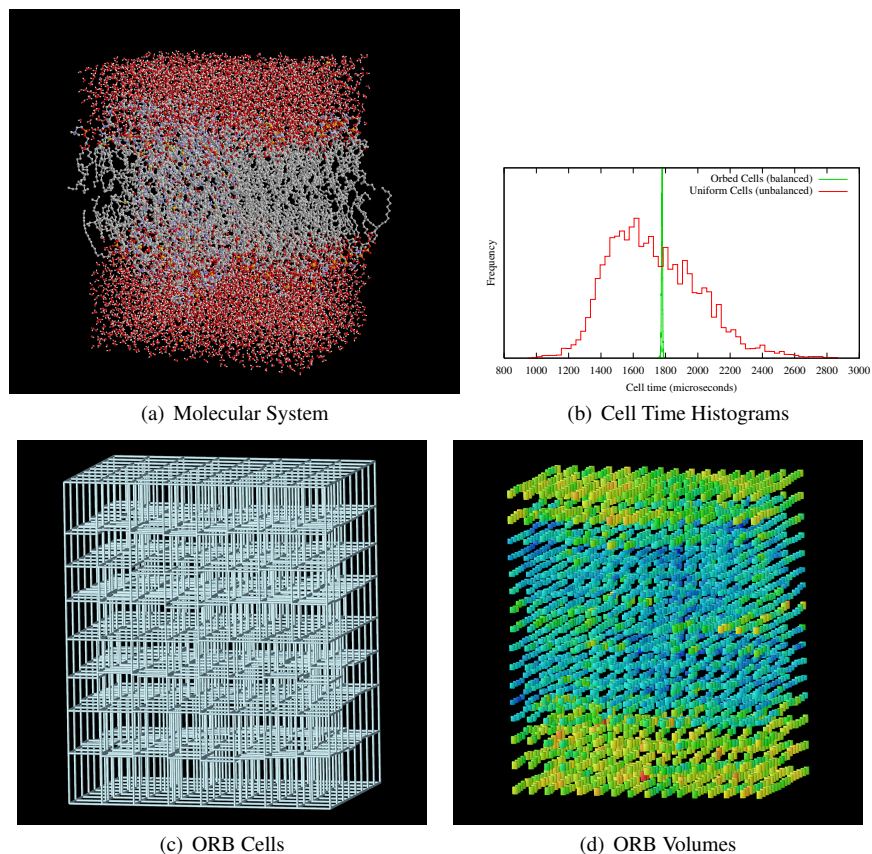 (a) Molecular System
Orbed Cells (balanced)
Uniform Cells (unbalanced)
Frequency
800 1000 1200 1400 1600 1800 2000 2200 2400 2600 2800 3000
Cell time (microseconds)
(b) Cell Time Histograms
(c) ORB Cells
(d) ORB Volumes